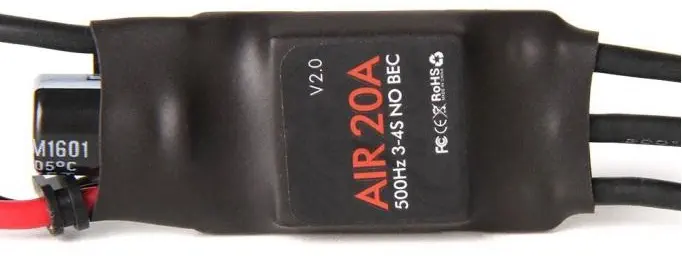 V2.0
AIR 20A
500Hz 3-4S NO BEC
FC CE RoHS
M1601
05°C